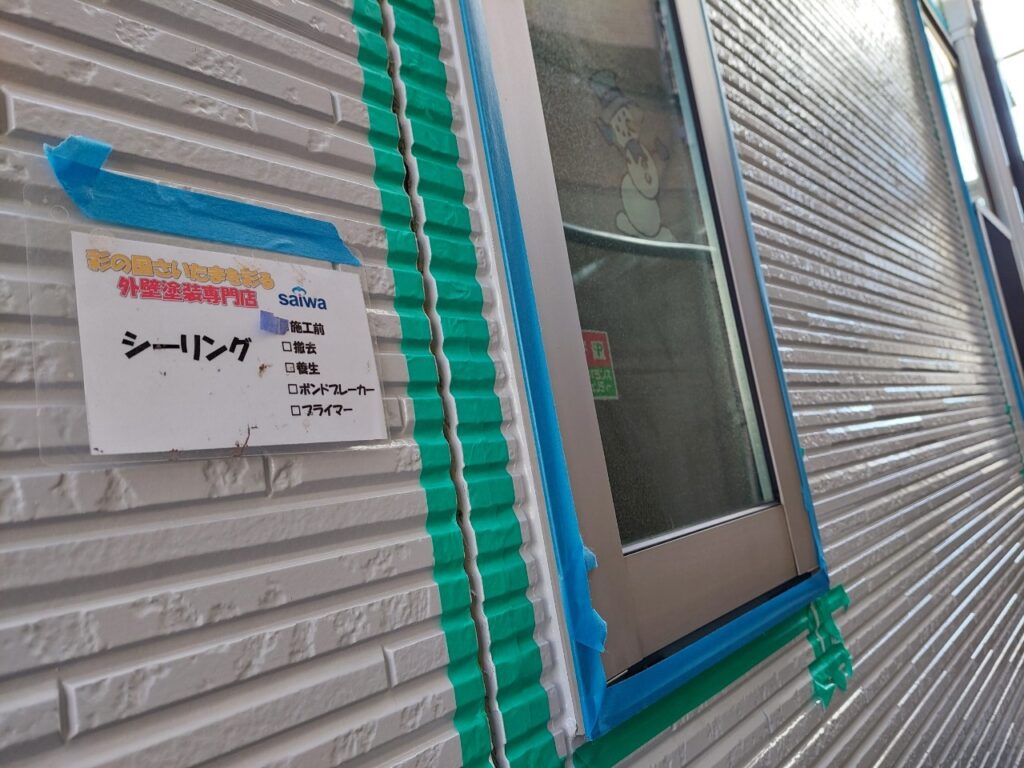 彩の国さいたまを彩る
外壁塗装専門店
saiwa
シーリング
施工前
□撤去
□養生
□ボンドブレーカー
□プライマー